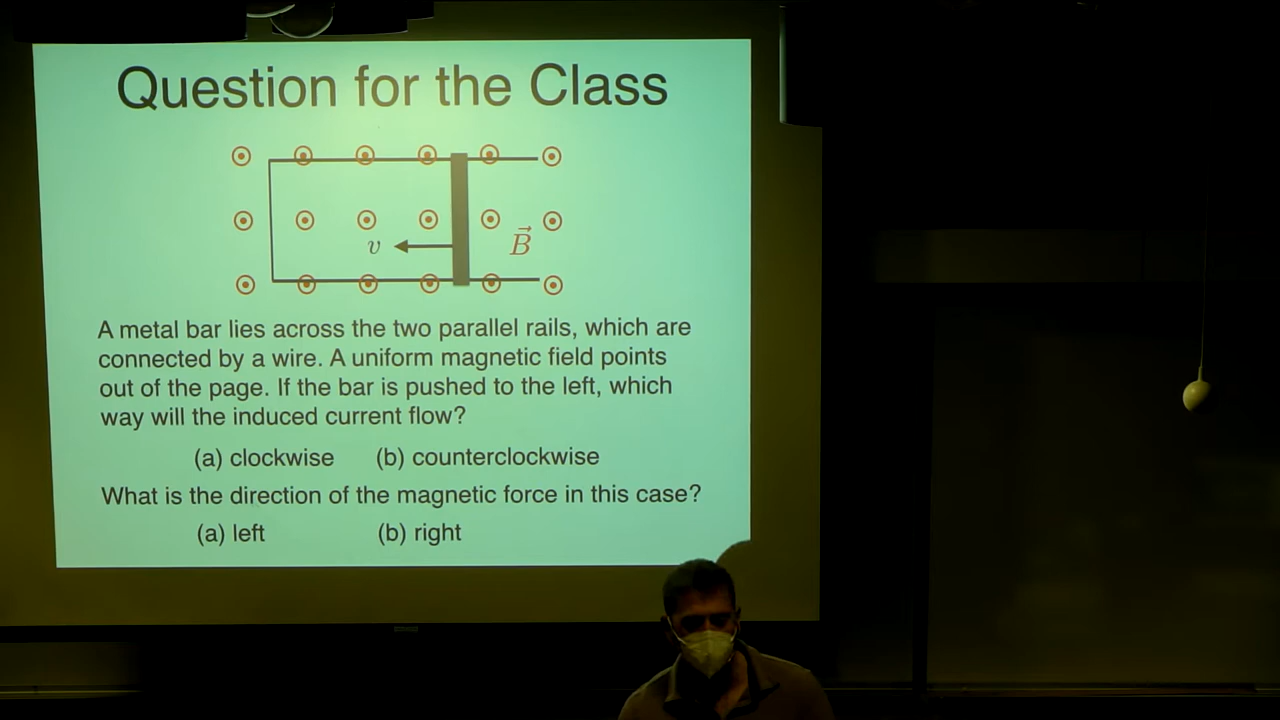 Question for the Class
v
B
A metal bar lies across the two parallel rails, which are
connected by a wire. A uniform magnetic field points
out of the page. If the bar is pushed to the left, which
way will the induced current flow?
(a) clockwise (b) counterclockwise
What is the direction of the magnetic force in this case?
(a) left (b) right